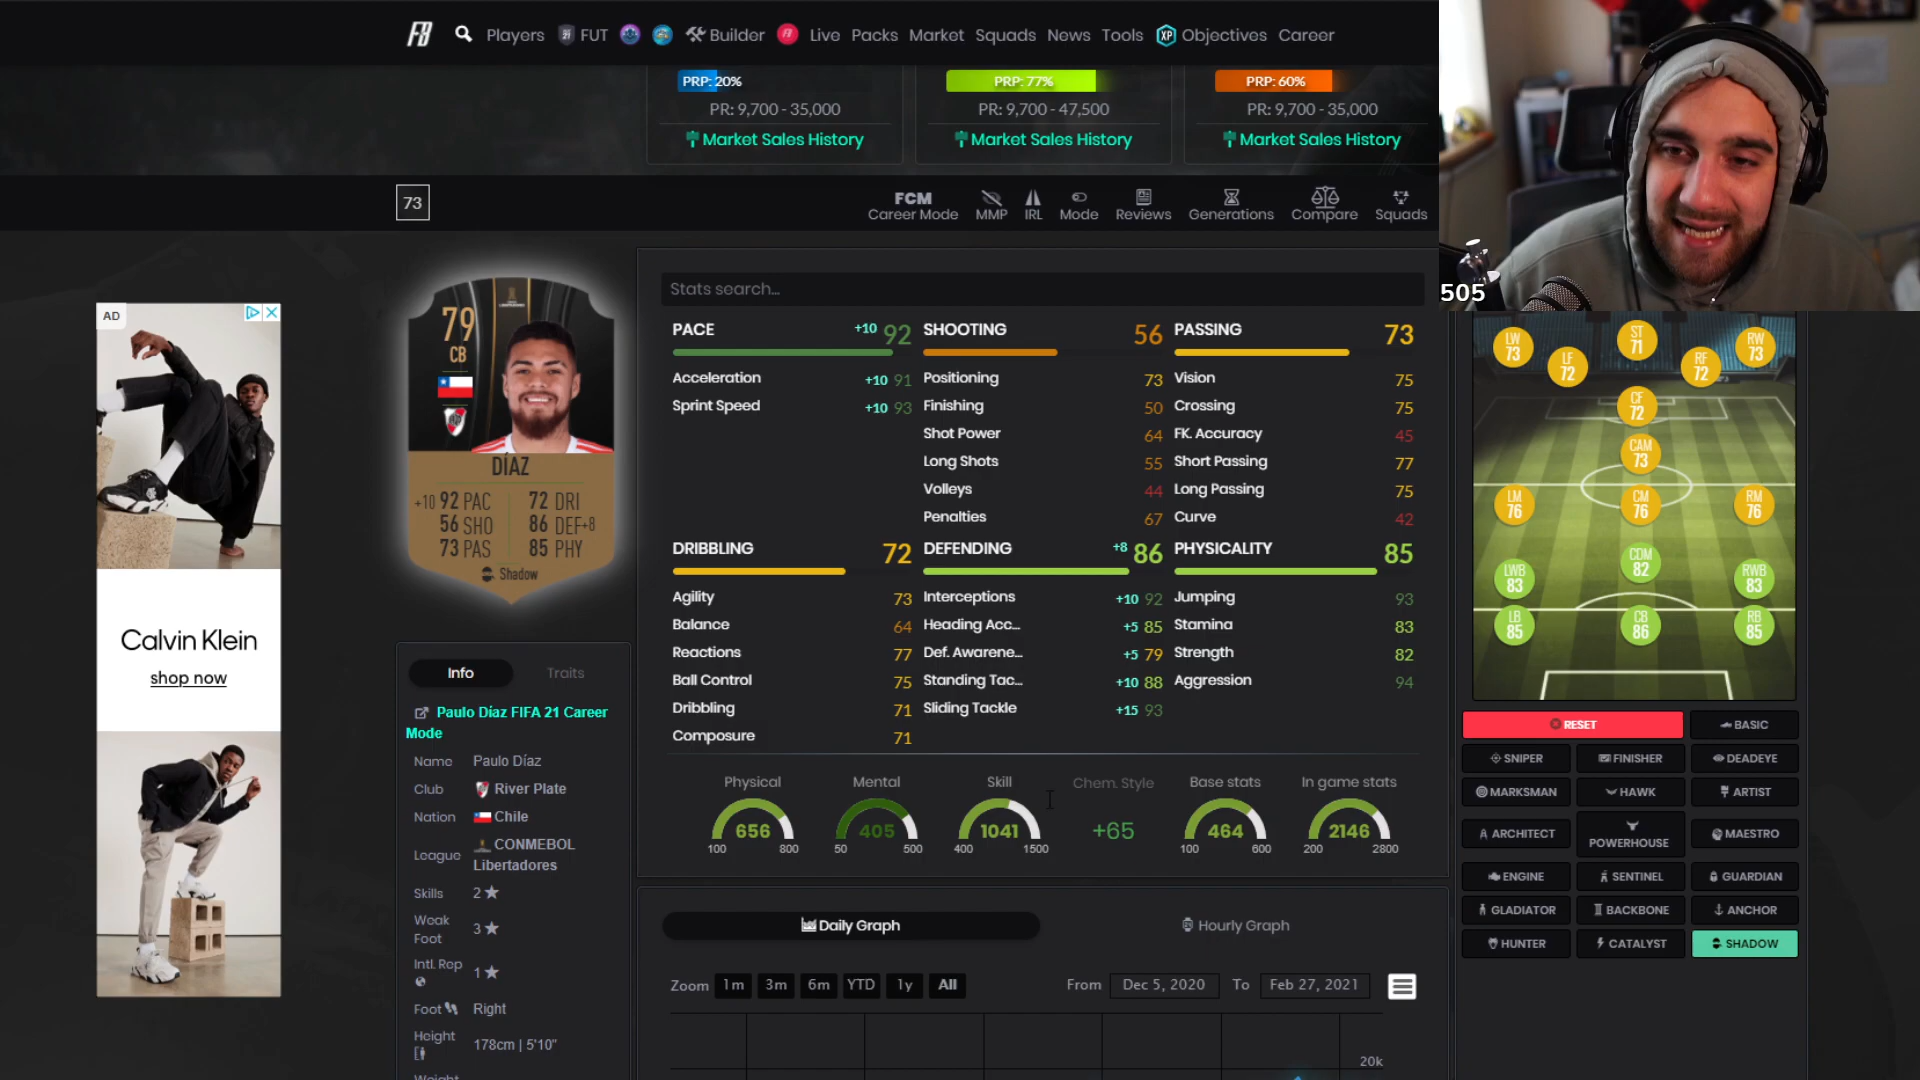 FB Players 21 FUT Builder Live Packs Market Squads News Tools XP Objectives Career
PRP: 20%
PR: 9,700 - 35,000
Market Sales History
PRP: 77%
PR: 9,700 - 47,500
Market Sales History
PRP: 60%
PR: 9,700 - 35,000
Market Sales History
73
FCM
Career Mode
MMP
IRL
Mode
Reviews
Generations
Compare
Squads
505
AD
Calvin Klein
shop now
79
CB
DÍAZ
+10 92 PAC 72 DRI
56 SHO 86 DEF+8
73 PAS 85 PHY
Shadow
Stats search...
PACE +10 92
Acceleration +10 91
Sprint Speed +10 93
SHOOTING 56
Positioning 73
Finishing 50
Shot Power 64
Long Shots 55
Volleys 44
Penalties 67
PASSING 73
Vision 75
Crossing 75
FK. Accuracy 45
Short Passing 77
Long Passing 75
Curve 42
DRIBBLING 72
Agility 73
Balance 64
Reactions 77
Ball Control 75
Dribbling 71
Composure 71
DEFENDING +8 86
Interceptions +10 92
Heading Acc... +5 85
Def. Awarene... +5 79
Standing Tac... +10 88
Sliding Tackle +15 93
PHYSICALITY 85
Jumping 93
Stamina 83
Strength 82
Aggression 94
Physical
656
100 800
Mental
405
50 500
Skill
1041
400 1500
Chem. Style
+65
Base stats
464
100 600
In game stats
2146
200 2800
Info Traits
Paulo Díaz FIFA 21 Career
Mode
Name Paulo Díaz
Club River Plate
Nation Chile
League CONMEBOL
Libertadores
Skills 2
Weak
Foot 3
Intl. Rep 1
Foot Right
Height 178cm | 5'10"
Weight
Daily Graph Hourly Graph
Zoom 1m 3m 6m YTD 1y All
From Dec 5, 2020 To Feb 27, 2021
20k
LW
73
LF
72
ST
71
RF
72
RW
73
CF
72
CAM
73
LM
76
CM
76
RM
76
LWB
83
CDM
82
RWB
83
LB
85
CB
86
RB
85
RESET BASIC
SNIPER FINISHER DEADEYE
MARKSMAN HAWK ARTIST
ARCHITECT POWERHOUSE MAESTRO
ENGINE SENTINEL GUARDIAN
GLADIATOR BACKBONE ANCHOR
HUNTER CATALYST SHADOW